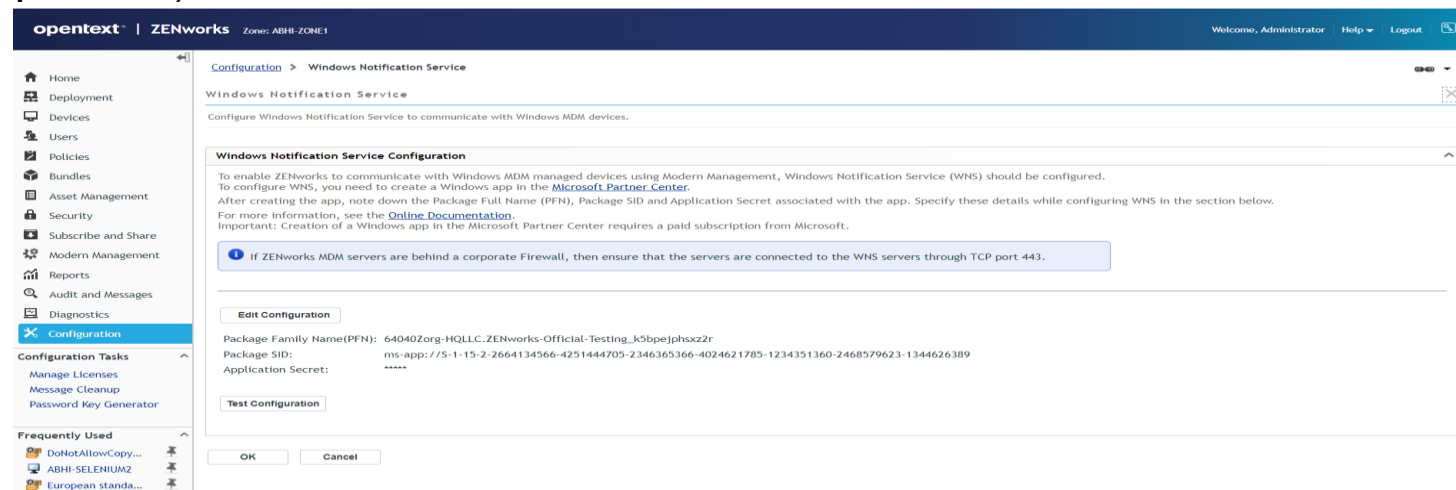 opentext™ | ZENworks Zone: ABHI-ZONE1
Welcome, Administrator Help Logout
Home
Deployment
Devices
Users
Policies
Bundles
Asset Management
Security
Subscribe and Share
Modern Management
Reports
Audit and Messages
Diagnostics
Configuration
Configuration Tasks
Manage Licenses
Message Cleanup
Password Key Generator
Frequently Used
DoNotAllowCopy...
ABHI-SELENIUM2
European standa...
Configuration > Windows Notification Service
Windows Notification Service
Configure Windows Notification Service to communicate with Windows MDM devices.
Windows Notification Service Configuration
To enable ZENworks to communicate with Windows MDM managed devices using Modern Management, Windows Notification Service (WNS) should be configured.
To configure WNS, you need to create a Windows app in the Microsoft Partner Center.
After creating the app, note down the Package Full Name (PFN), Package SID and Application Secret associated with the app. Specify these details while configuring WNS in the section below.
For more information, see the Online Documentation.
Important: Creation of a Windows app in the Microsoft Partner Center requires a paid subscription from Microsoft.
If ZENworks MDM servers are behind a corporate Firewall, then ensure that the servers are connected to the WNS servers through TCP port 443.
Edit Configuration
Package Family Name(PFN): 64040Zorg-HQLLC.ZENworks-Official-Testing_k5bpejphsxz2r
Package SID: ms-app://S-1-15-2-2664134566-4251444705-2346365366-4024621785-1234351360-2468579623-1344626389
Application Secret: *****
Test Configuration
OK Cancel